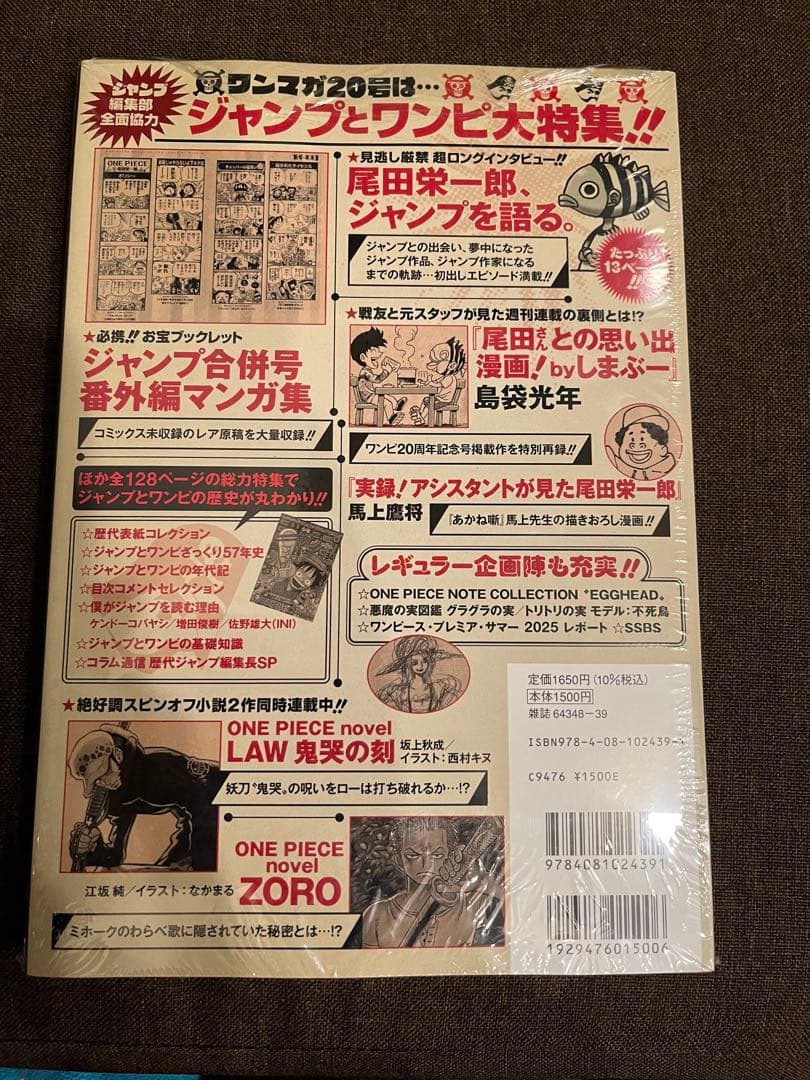 ジャンプ
編集部
全面協力
ワンマガ20号は…
ジャンプとワンピ大特集!!
ONE PIECE
★見逃し厳禁 超ロングインタビュー!!
尾田栄一郎、
ジャンプを語る。
ジャンプとの出会い、夢中になった
ジャンプ作品、ジャンプ作家になる
までの軌跡…初出しエピソード満載!!
たっぷり
13ページ
!!!
★必携!! お宝ブックレット
ジャンプ合併号
番外編マンガ集
コミックス未収録のレア原稿を大量収録!!
★戦友と元スタッフが見た週刊連載の裏側とは!?
『尾田さんとの思い出
漫画!byしまぶー』
島袋光年
ワンピ20周年記念号掲載作を特別再録!!
『実録!アシスタントが見た尾田栄一郎』
馬上鷹将
『あかね噺』馬上先生の描きおろし漫画!!
ほか全128ページの総力特集で
ジャンプとワンピの歴史が丸わかり!!
☆歴代表紙コレクション
☆ジャンプとワンピざっくり57年史
☆ジャンプとワンピの年代記
☆目次コメントセレクション
☆僕がジャンプを読む理由
ケンドーコバヤシ/増田俊樹/佐野雄大(INI)
☆ジャンプとワンピの基礎知識
☆コラム通信 歴代ジャンプ編集長SP
レギュラー企画陣も充実!!
☆ONE PIECE NOTE COLLECTION “EGGHEAD”
☆悪魔の実図鑑 グラグラの実/トリトリの実 モデル:不死鳥
☆ワンピース・プレミア・サマー 2025 レポート ☆SSBS
★絶好調スピンオフ小説2作同時連載中!!
ONE PIECE novel
LAW 鬼哭の刻
坂上秋成/
イラスト:西村キヌ
妖刀“鬼哭”の呪いをローは打ち破れるか…!?
ONE PIECE
novel
ZORO
江坂 純/イラスト:なかまる
ミホークのわらべ歌に隠されていた秘密とは…!?
定価1650円(10%税込)
本体1500円
雑誌 64348-39
ISBN978-4-08-102439-1
C9476 ¥1500E
9784081024391
1929476015006